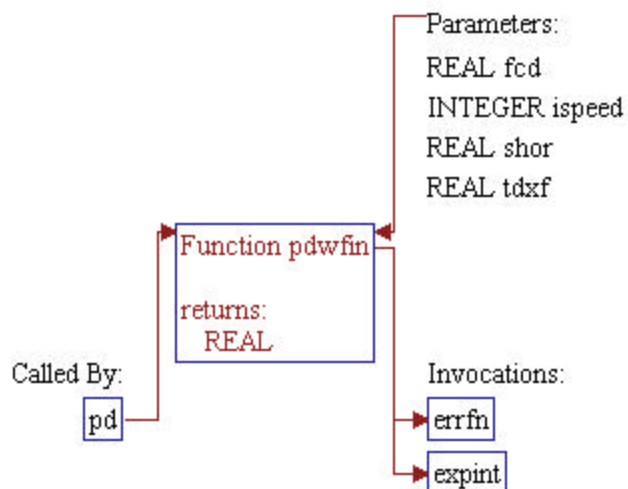 Parameters:
REAL fcd
INTEGER ispeed
REAL shor
REAL tdxf
Function pdwfin
returns:
REAL
Called By:
pd
Invocations:
errfn
expint